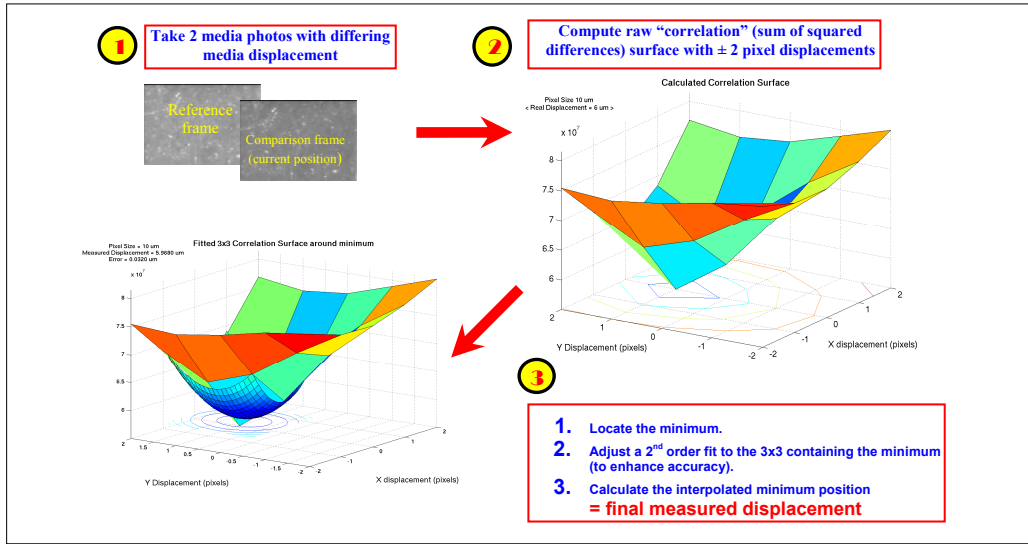 1
Take 2 media photos with differing
media displacement
Reference
frame
Comparison frame
(current position)
2
Compute raw “correlation” (sum of squared
differences) surface with ± 2 pixel displacements
Calculated Correlation Surface
Pixel Size 10 um
< Real Displacement = 6 um >
x 10^7
8
7.5
7
6.5
6
2
1
0
-1
-2
Y Displacement (pixels)
-2
-1
0
1
2
X displacement (pixels)
Fitted 3x3 Correlation Surface around minimum
Pixel Size = 10 um
Measured Displacement = 5.9680 um
Error = 0.0320 um
x 10^7
8
7.5
7
6.5
6
2
1.5
1
0.5
0
-0.5
-1
-1.5
-2
Y Displacement (pixels)
-2
-1
0
1
2
X displacement (pixels)
3
1. Locate the minimum.
2. Adjust a 2nd order fit to the 3x3 containing the minimum
(to enhance accuracy).
3. Calculate the interpolated minimum position
= final measured displacement